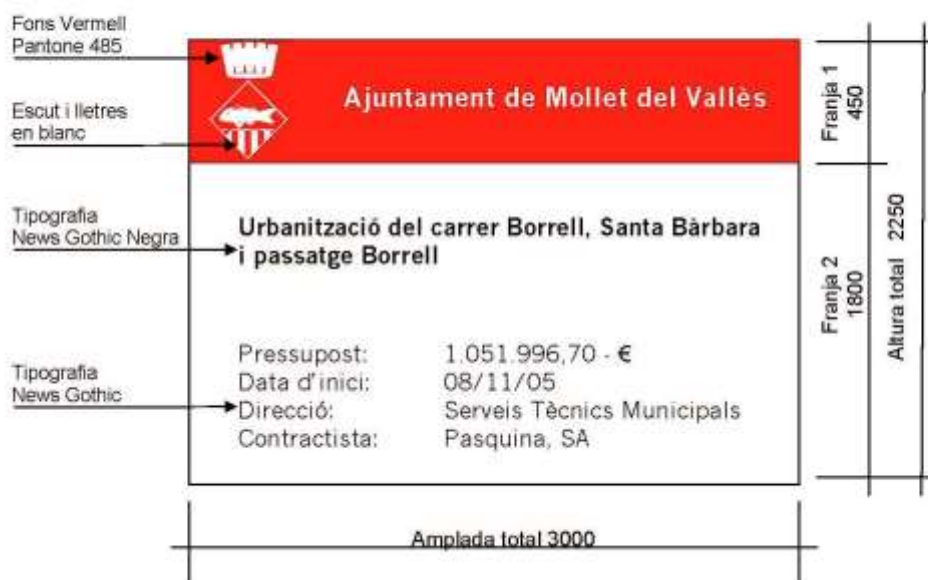 Fons Vermell
Pantone 485
Escut i lletres
en blanc
Tipografia
News Gothic Negra
Tipografia
News Gothic
Ajuntament de Mollet del Vallès
Urbanització del carrer Borrell, Santa Bàrbara
i passatge Borrell
Pressupost: 1.051.996,70 - €
Data d'inici: 08/11/05
Direcció: Serveis Tècnics Municipals
Contractista: Pasquina, SA
Franja 1
450
Franja 2
1800
Altura total 2250
Amplada total 3000